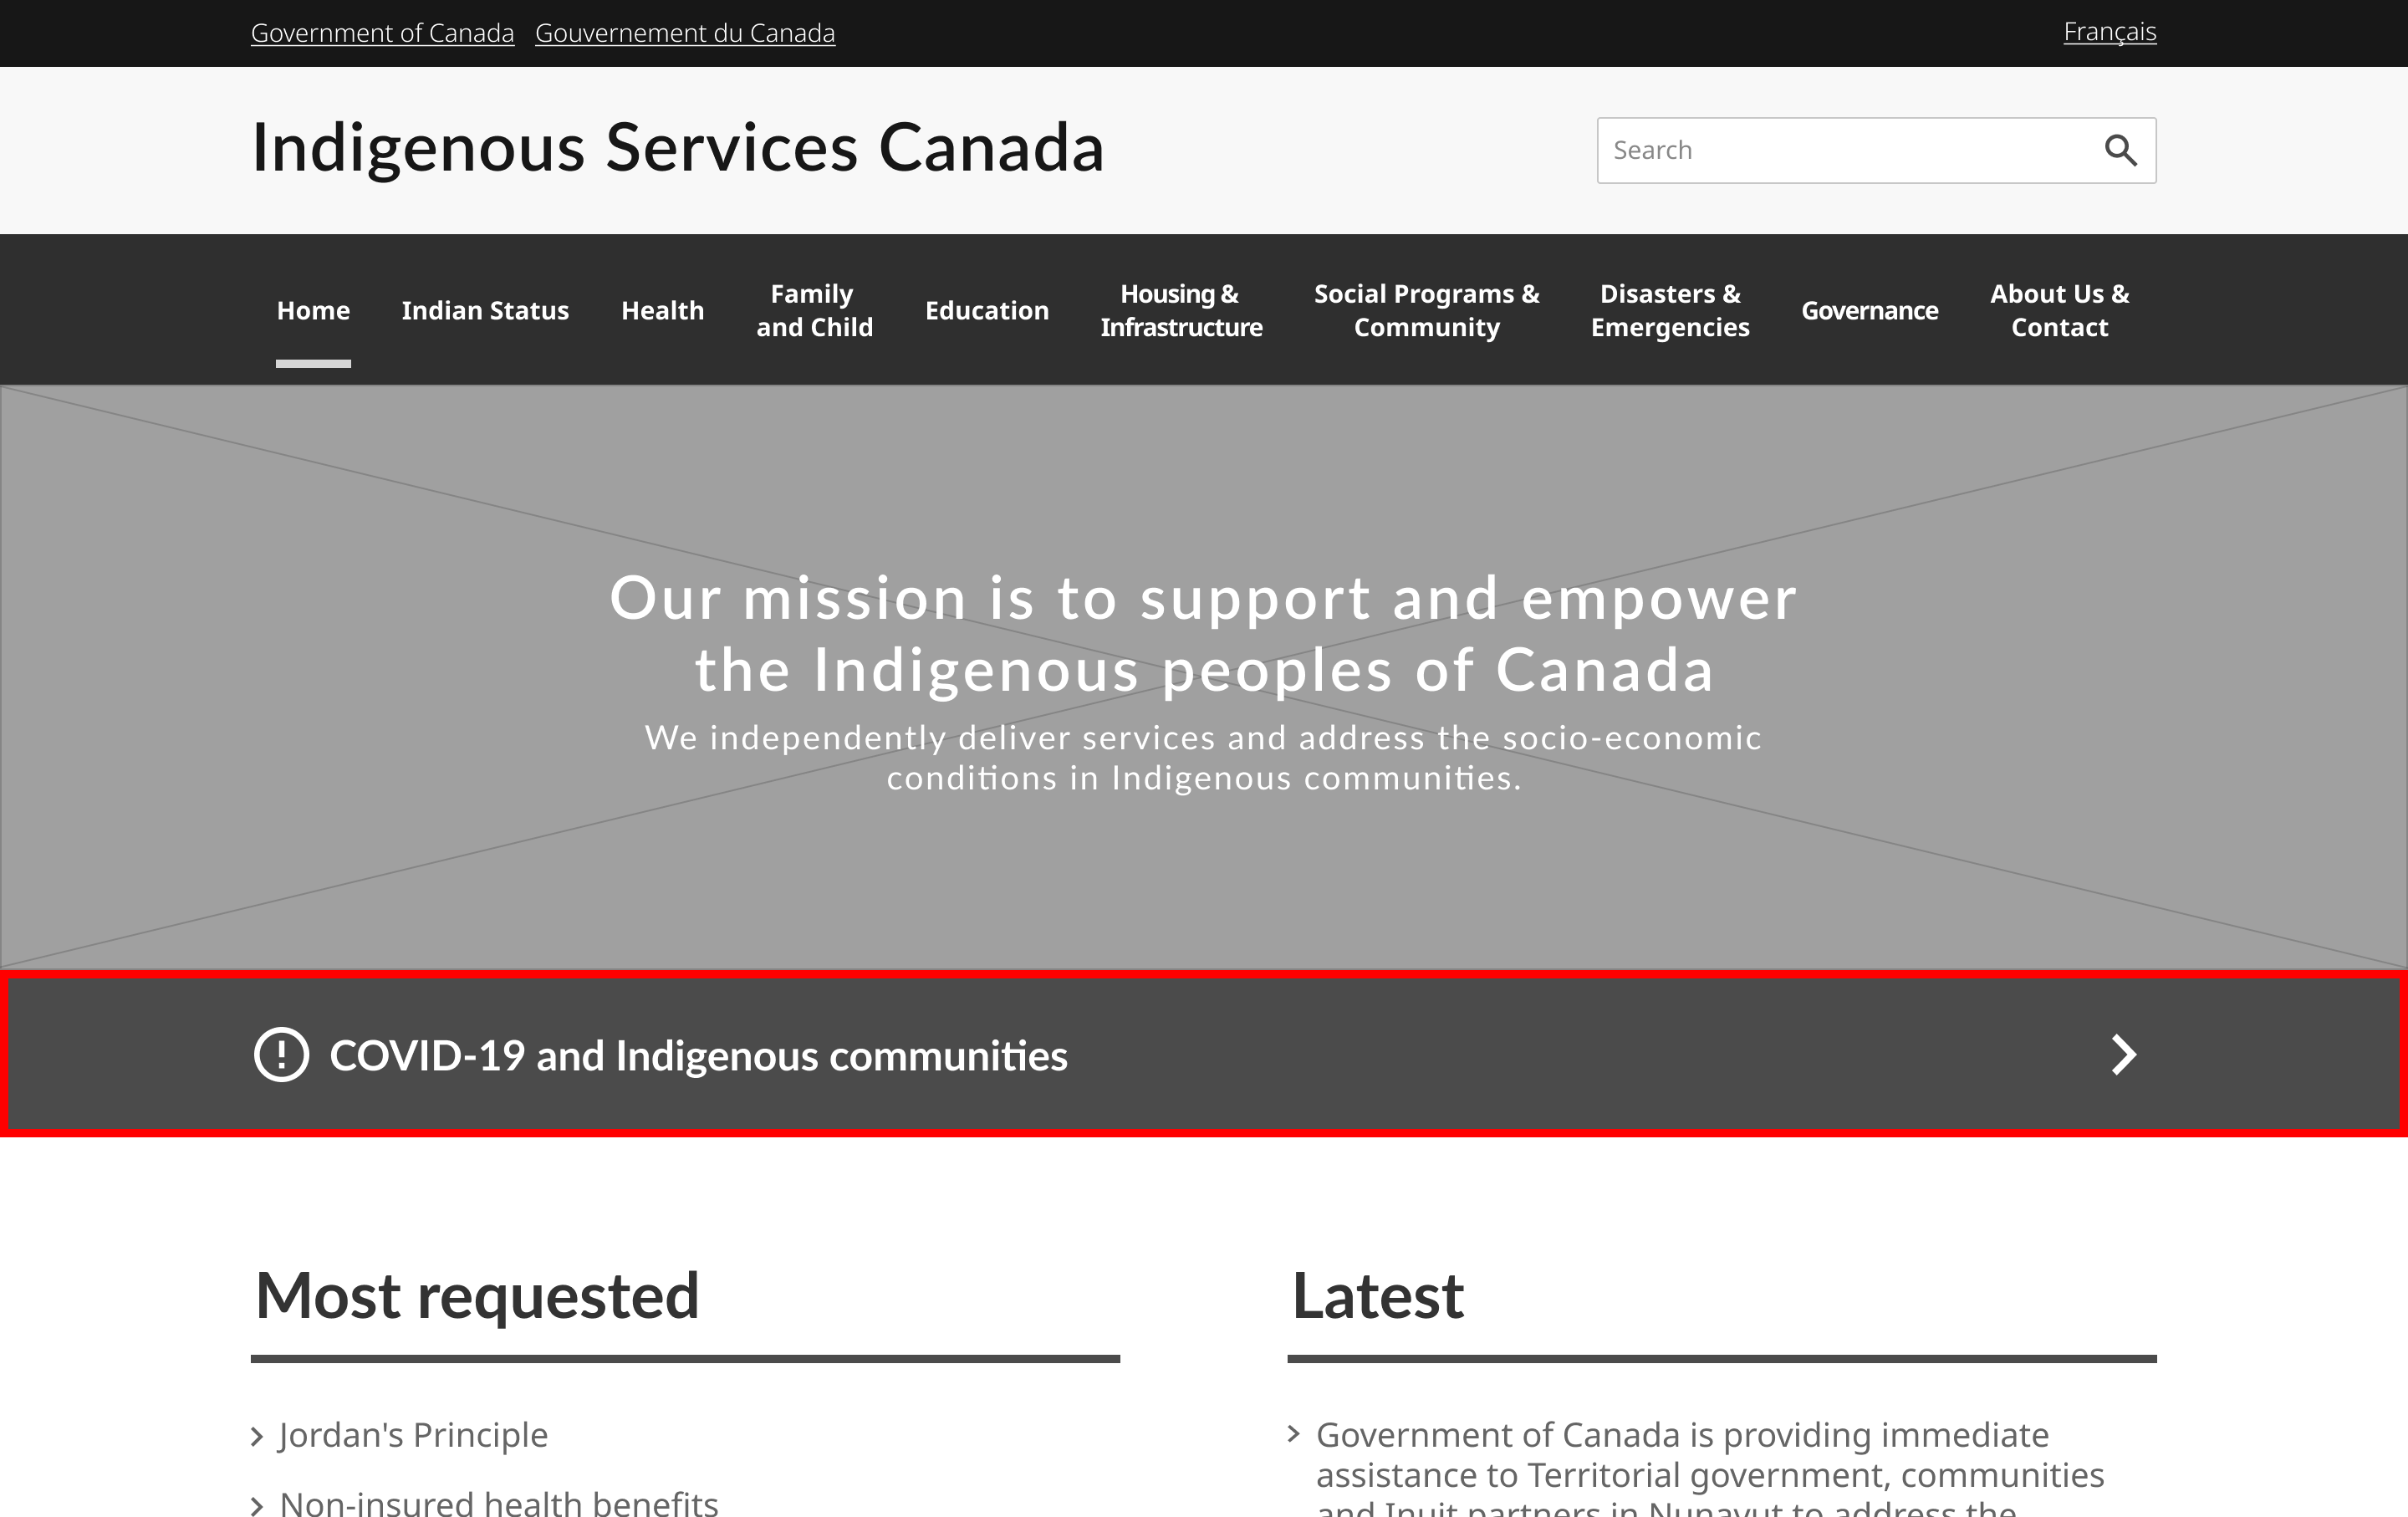 Government of Canada Gouvernement du Canada
Français
Indigenous Services Canada
Search
Home
Indian Status
Health
Family
and Child
Education
Housing &
Infrastructure
Social Programs &
Community
Disasters &
Emergencies
Governance
About Us &
Contact
Our mission is to support and empower
the Indigenous peoples of Canada
We independently deliver services and address the socio-economic
conditions in Indigenous communities.
COVID-19 and Indigenous communities
Most requested
Jordan's Principle
Non-insured health benefits
Latest
Government of Canada is providing immediate
assistance to Territorial government, communities
and Inuit partners in Nunavut to address the